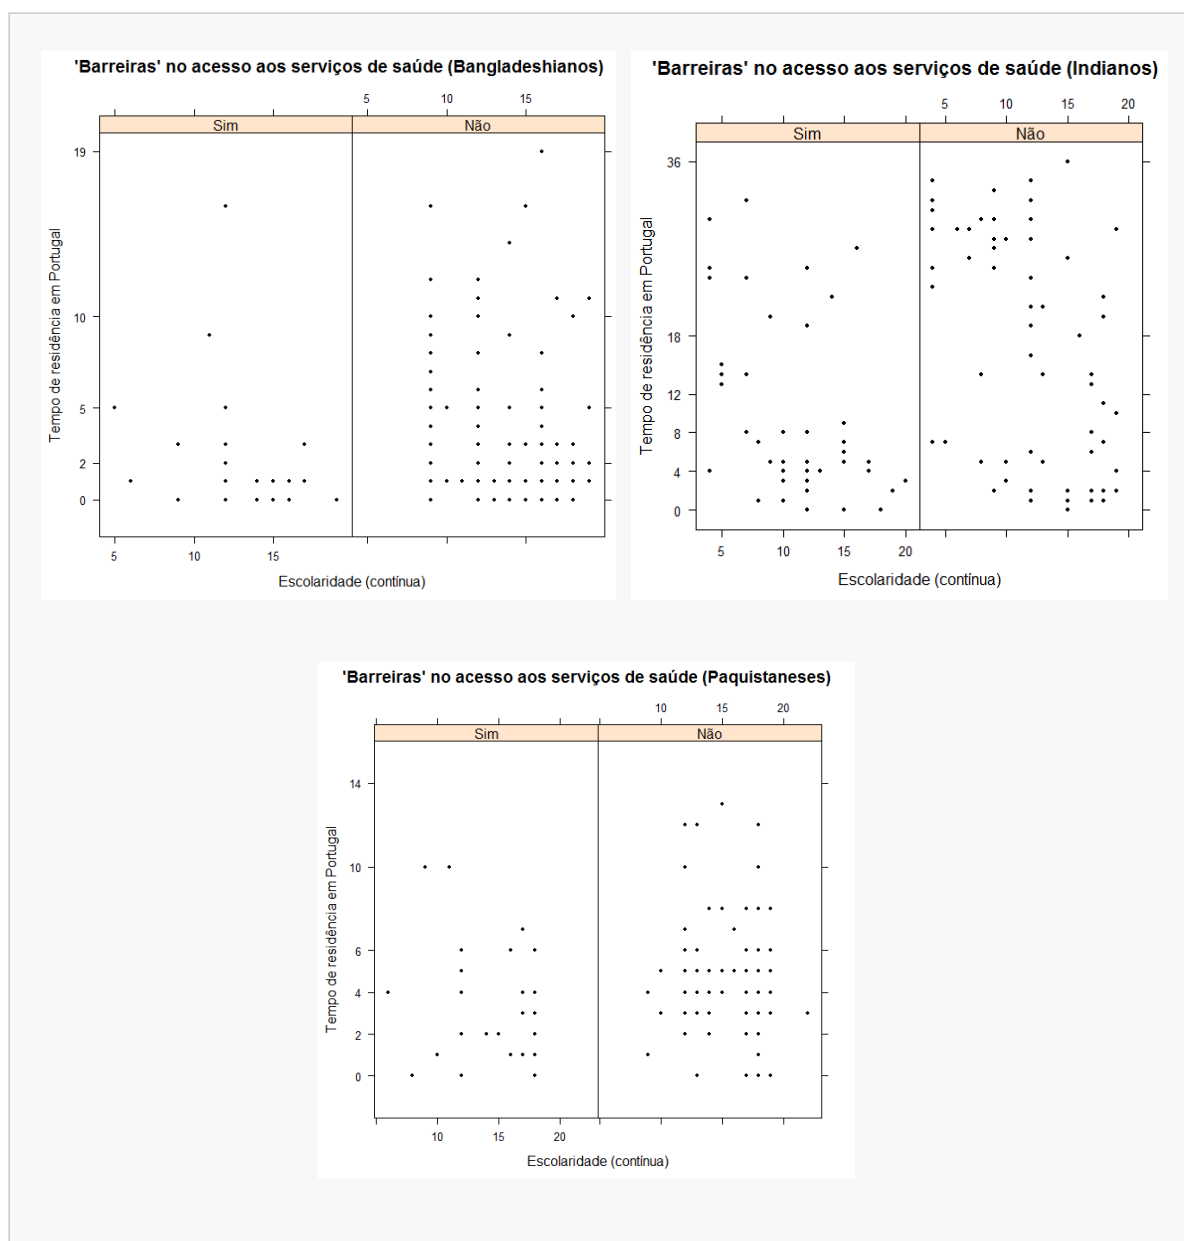 'Barreiras' no acesso aos serviços de saúde (Bangladeshianos)
5 10 15
Sim Não
19
10
5
2
0
Tempo de residência em Portugal
5 10 15
Escolaridade (contínua)
'Barreiras' no acesso aos serviços de saúde (Indianos)
5 10 15 20
Sim Não
36
18
12
8
4
0
Tempo de residência em Portugal
5 10 15 20
Escolaridade (contínua)
'Barreiras' no acesso aos serviços de saúde (Paquistaneses)
10 15 20
Sim Não
14
10
6
4
2
0
Tempo de residência em Portugal
10 15 20
Escolaridade (contínua)